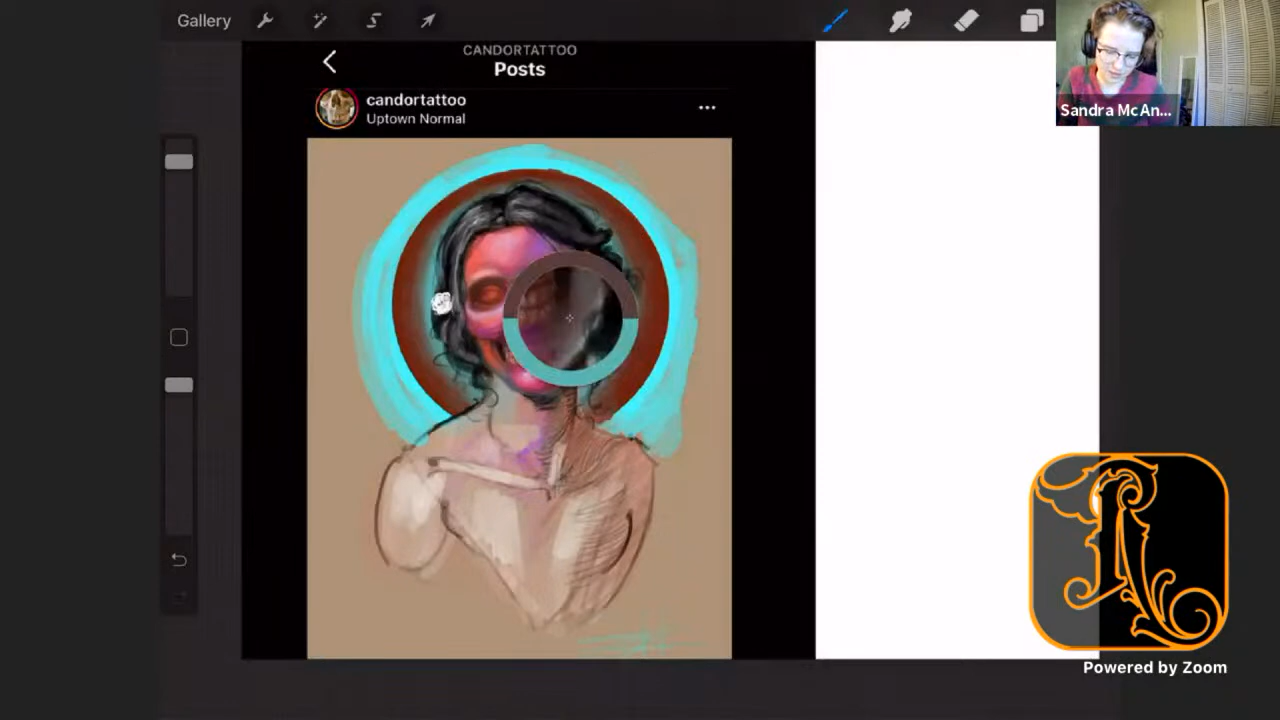 Gallery
CANDORTATTOO
Posts
candortattoo
Uptown Normal
Sandra McAn...
Powered by Zoom